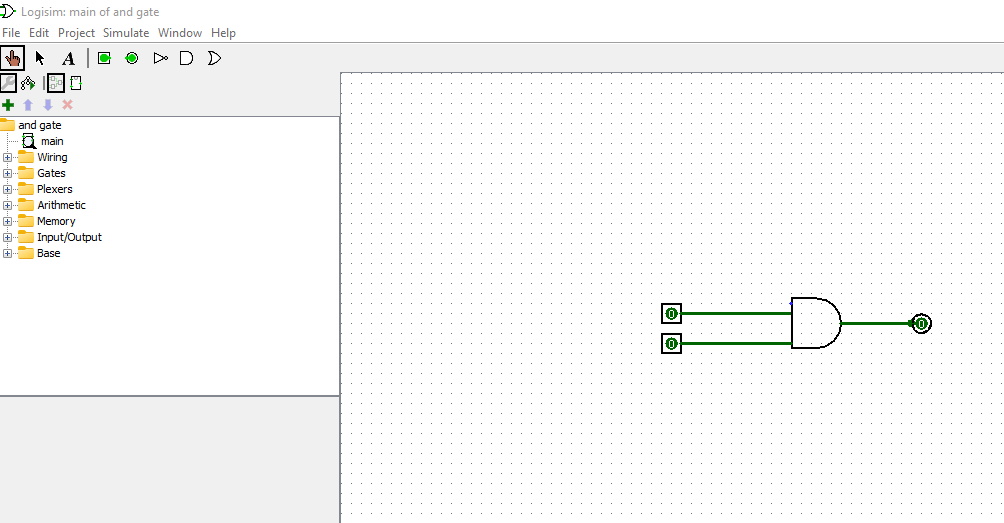 Logisim: main of and gate
File Edit Project Simulate Window Help
A
and gate
main
Wiring
Gates
Plexers
Arithmetic
Memory
Input/Output
Base
0
0
0